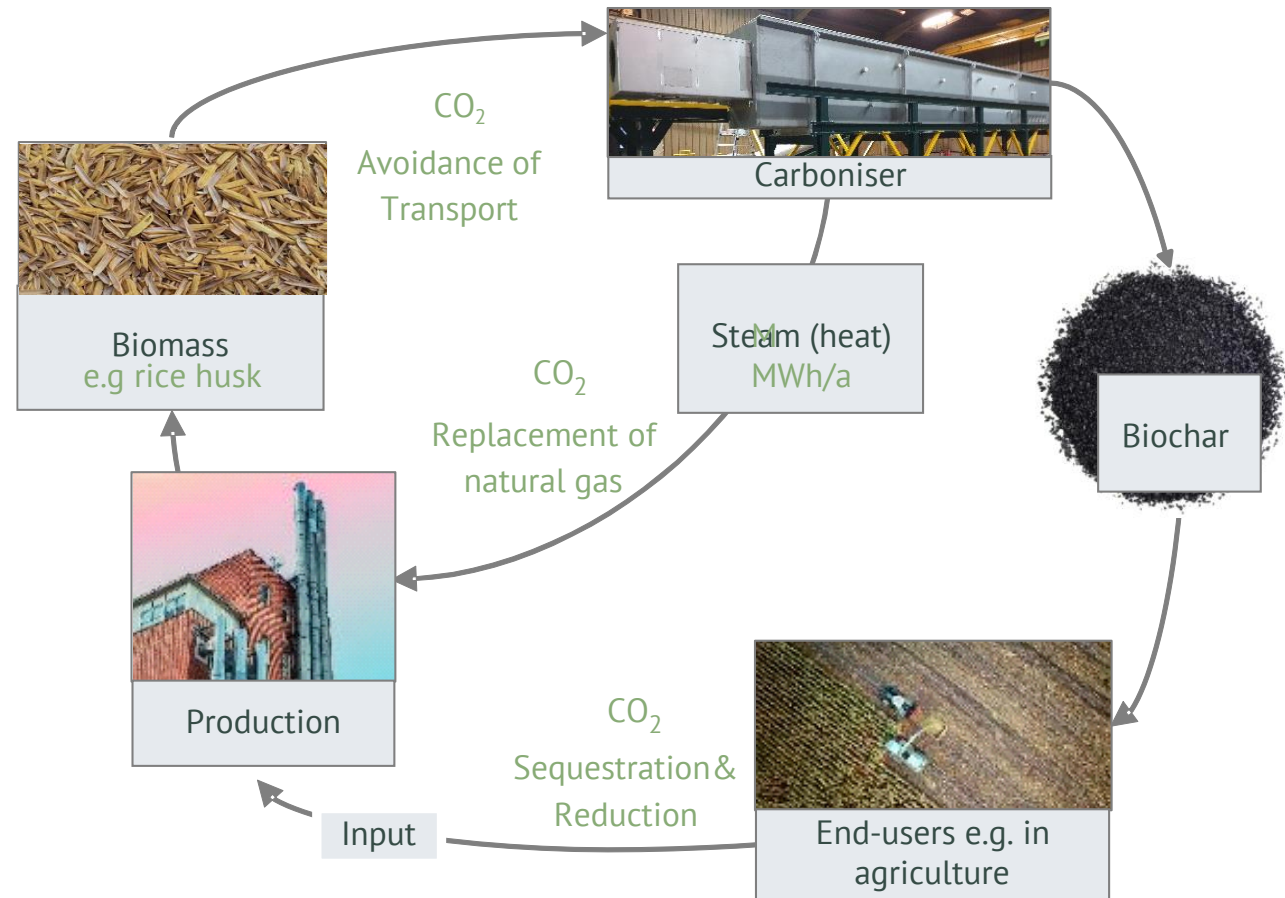 CO₂
Avoidance of
Transport
Carboniser
Biomass
e.g rice husk
Steam (heat)
M
MWh/a
CO₂
Replacement of
natural gas
Biochar
Production
CO₂
Sequestration&
Reduction
Input
End-users e.g. in
agriculture